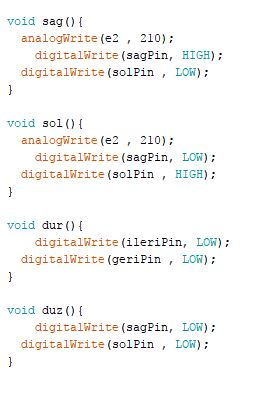 void sag(){
  analogWrite(e2 , 210);
    digitalWrite(sagPin, HIGH);
  digitalWrite(solPin , LOW);
}

void sol(){
  analogWrite(e2 , 210);
    digitalWrite(sagPin, LOW);
  digitalWrite(solPin , HIGH);
}

void dur(){
    digitalWrite(ileriPin, LOW);
  digitalWrite(geriPin , LOW);
}

void duz(){
    digitalWrite(sagPin, LOW);
  digitalWrite(solPin , LOW);
}